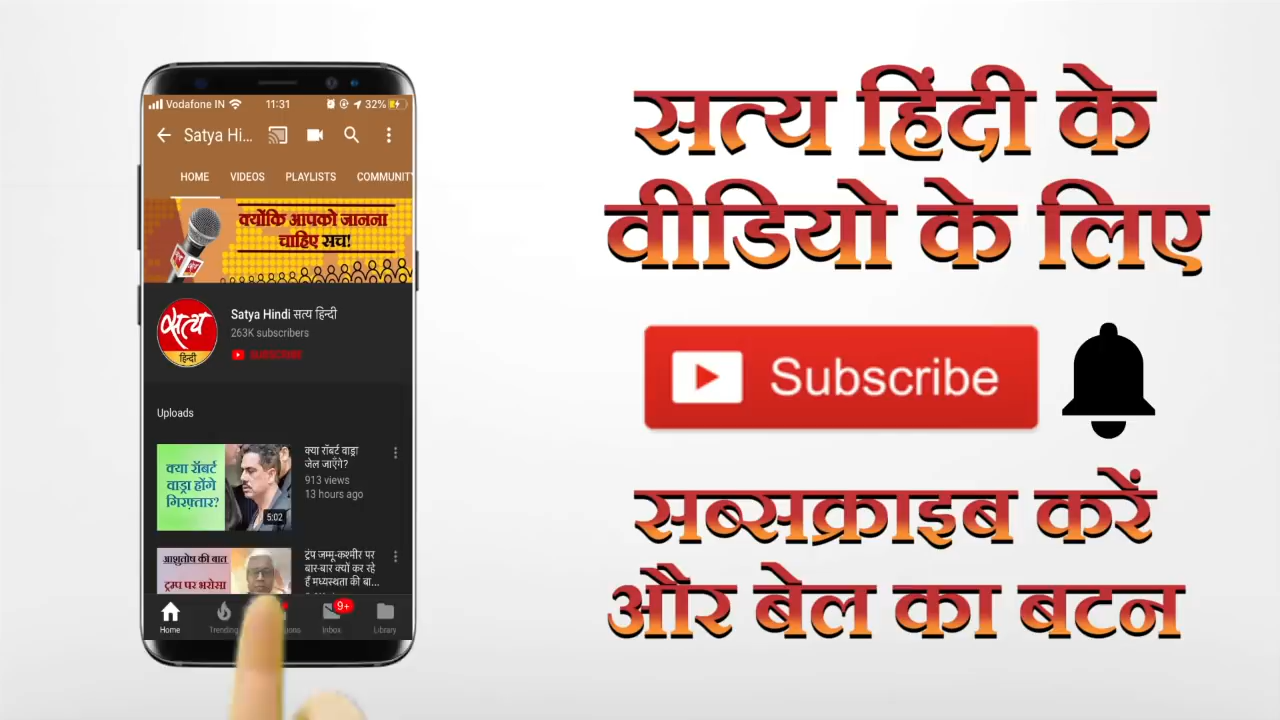 Vodafone IN 11:31 32%
Satya Hi...
HOME VIDEOS PLAYLISTS COMMUNITY
क्योंकि आपको जानना
चाहिए सच!
सत्य
हिन्दी
Satya Hindi सत्य हिन्दी
263K subscribers
SUBSCRIBE
Uploads
क्या रॉबर्ट
वाड्रा होंगे
गिरफ़्तार?
5:02
क्या रॉबर्ट वाड्रा
जेल जाएँगे?
913 views
13 hours ago
आशुतोष की बात
ट्रम्प पर भरोसा
ट्रंप जम्मू-कश्मीर पर
बार-बार क्यों कर रहे
हैं मध्यस्थता की बा...
9+
Home Trending Inbox Library
सत्य हिंदी के
वीडियो के लिए
Subscribe
सब्सक्राइब करें
और बेल का बटन